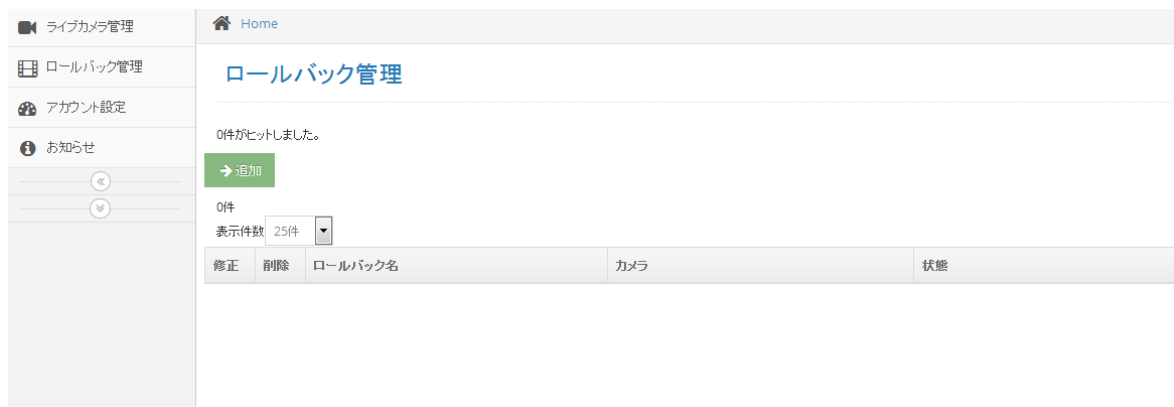 ライブカメラ管理
ロールバック管理
アカウント設定
お知らせ
Home
ロールバック管理
0件がヒットしました。
追加
0件
表示件数 25件
修正 削除 ロールバック名 カメラ 状態